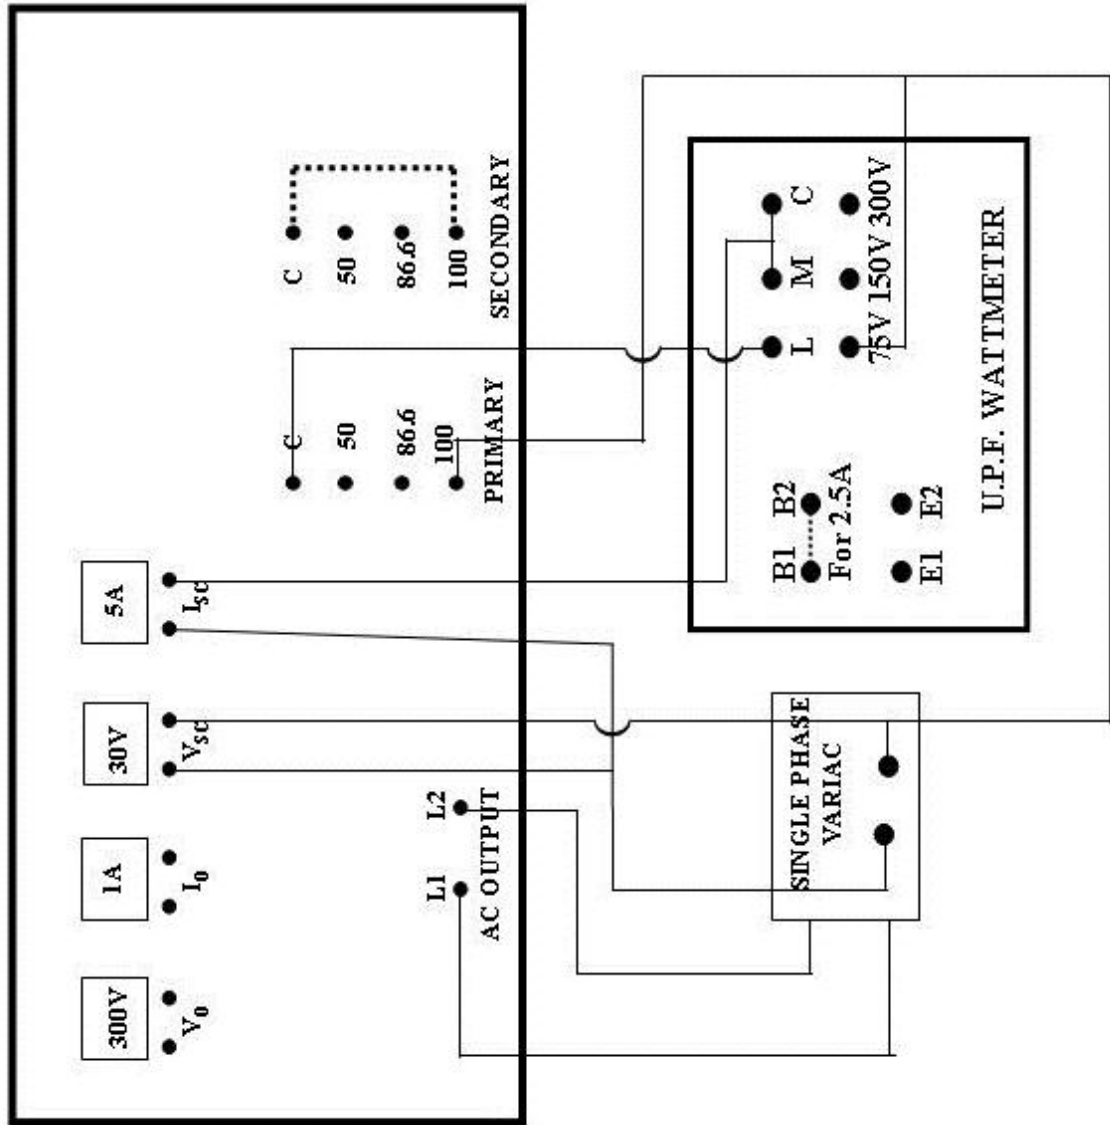 300V 1A 30V 5A
V0 I0 VSC ISC
C C
50 50
86.6 86.6
100 100
L1 L2
AC OUTPUT
PRIMARY SECONDARY
SINGLE PHASE
VARIAC
B1 B2 L M C
For 2.5A
75V 150V 300V
E1 E2
U.P.F. WATTMETER